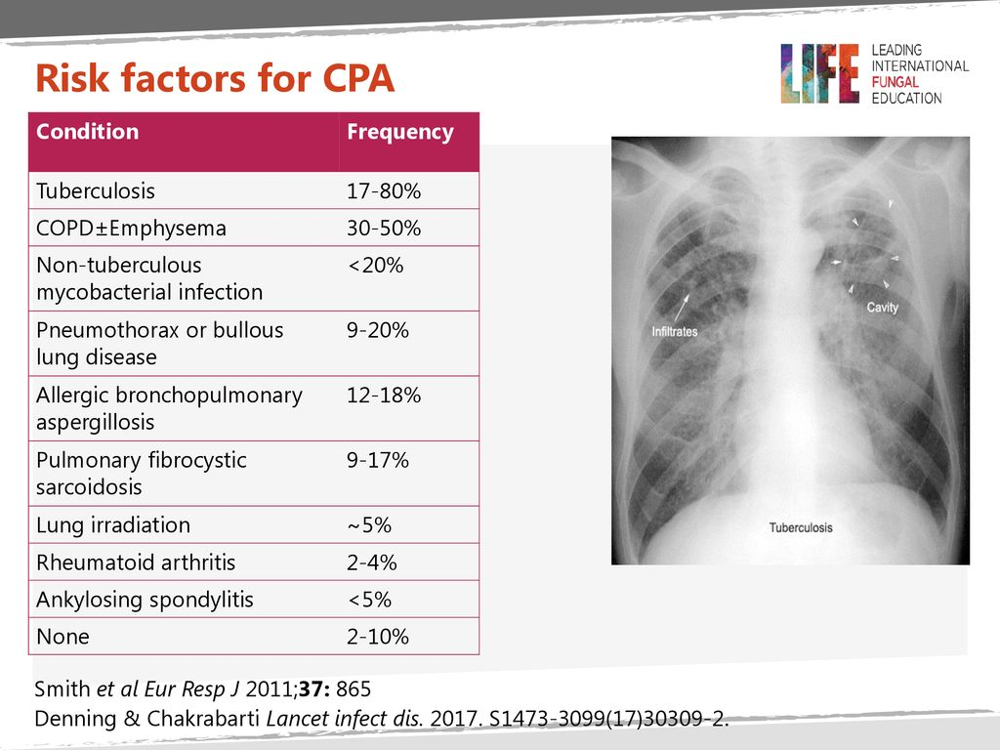 Risk factors for CPA
LIFE
LEADING
INTERNATIONAL
FUNGAL
EDUCATION
Condition Frequency
Tuberculosis 17-80%
COPD±Emphysema 30-50%
Non-tuberculous <20%
mycobacterial infection
Pneumothorax or bullous 9-20%
lung disease
Allergic bronchopulmonary 12-18%
aspergillosis
Pulmonary fibrocystic 9-17%
sarcoidosis
Lung irradiation ~5%
Rheumatoid arthritis 2-4%
Ankylosing spondylitis <5%
None 2-10%
Cavity
Infiltrates
Tuberculosis
Smith et al Eur Resp J 2011;37: 865
Denning & Chakrabarti Lancet infect dis. 2017. S1473-3099(17)30309-2.